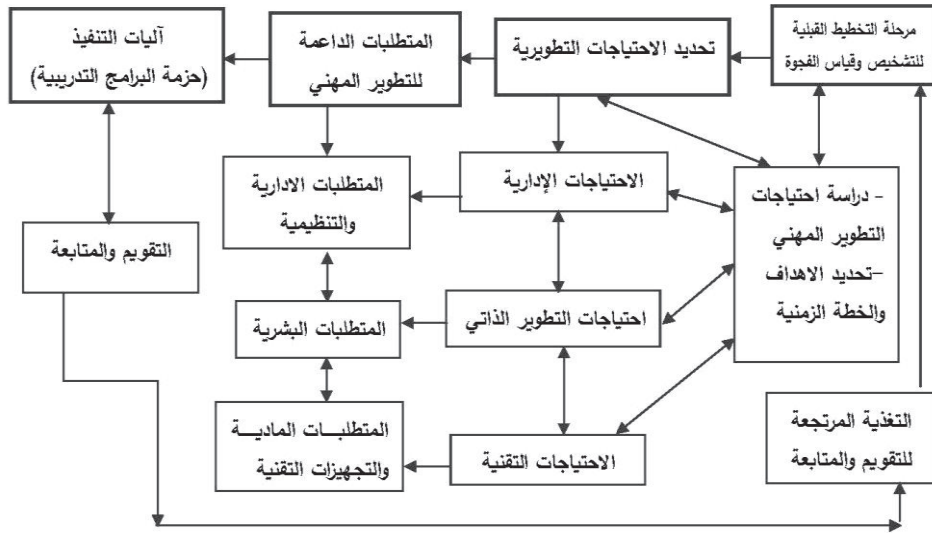 مرحلة التخطيط القبلية
للتشخيص وقياس الفجوة
تحديد الاحتياجات التطويرية
المتطلبات الداعمة
للتطوير المهني
آليات التنفيذ
(حزمة البرامج التدريبية)
- دراسة احتياجات
التطوير المهني
-تحديد الاهداف
والخطة الزمنية
الاحتياجات الإدارية
المتطلبات الادارية
والتنظيمية
التقويم والمتابعة
احتياجات التطوير الذاتي
المتطلبات البشرية
التغذية المرتجعة
للتقويم والمتابعة
الاحتياجات التقنية
المتطلبــات الماديــة
والتجهيزات التقنية